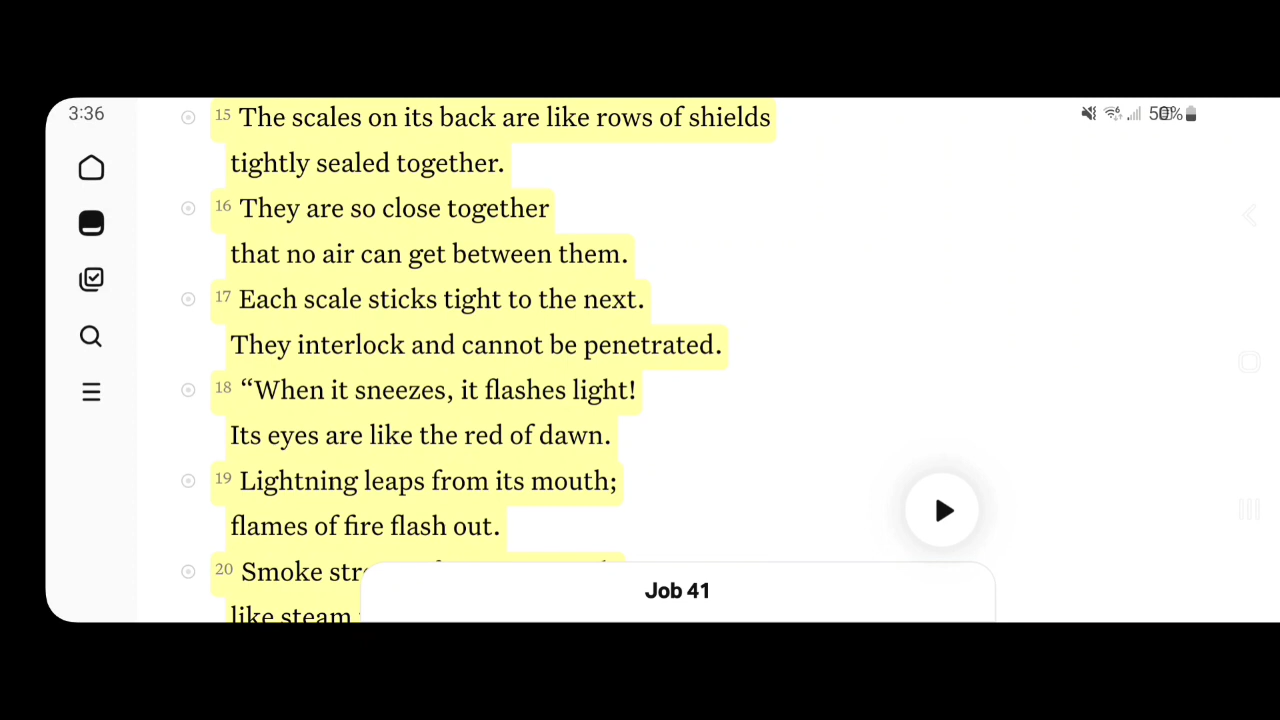 3:36
15 The scales on its back are like rows of shields
tightly sealed together.
16 They are so close together
that no air can get between them.
17 Each scale sticks tight to the next.
They interlock and cannot be penetrated.
18 “When it sneezes, it flashes light!
Its eyes are like the red of dawn.
19 Lightning leaps from its mouth;
flames of fire flash out.
20 Smoke
like steam
Job 41